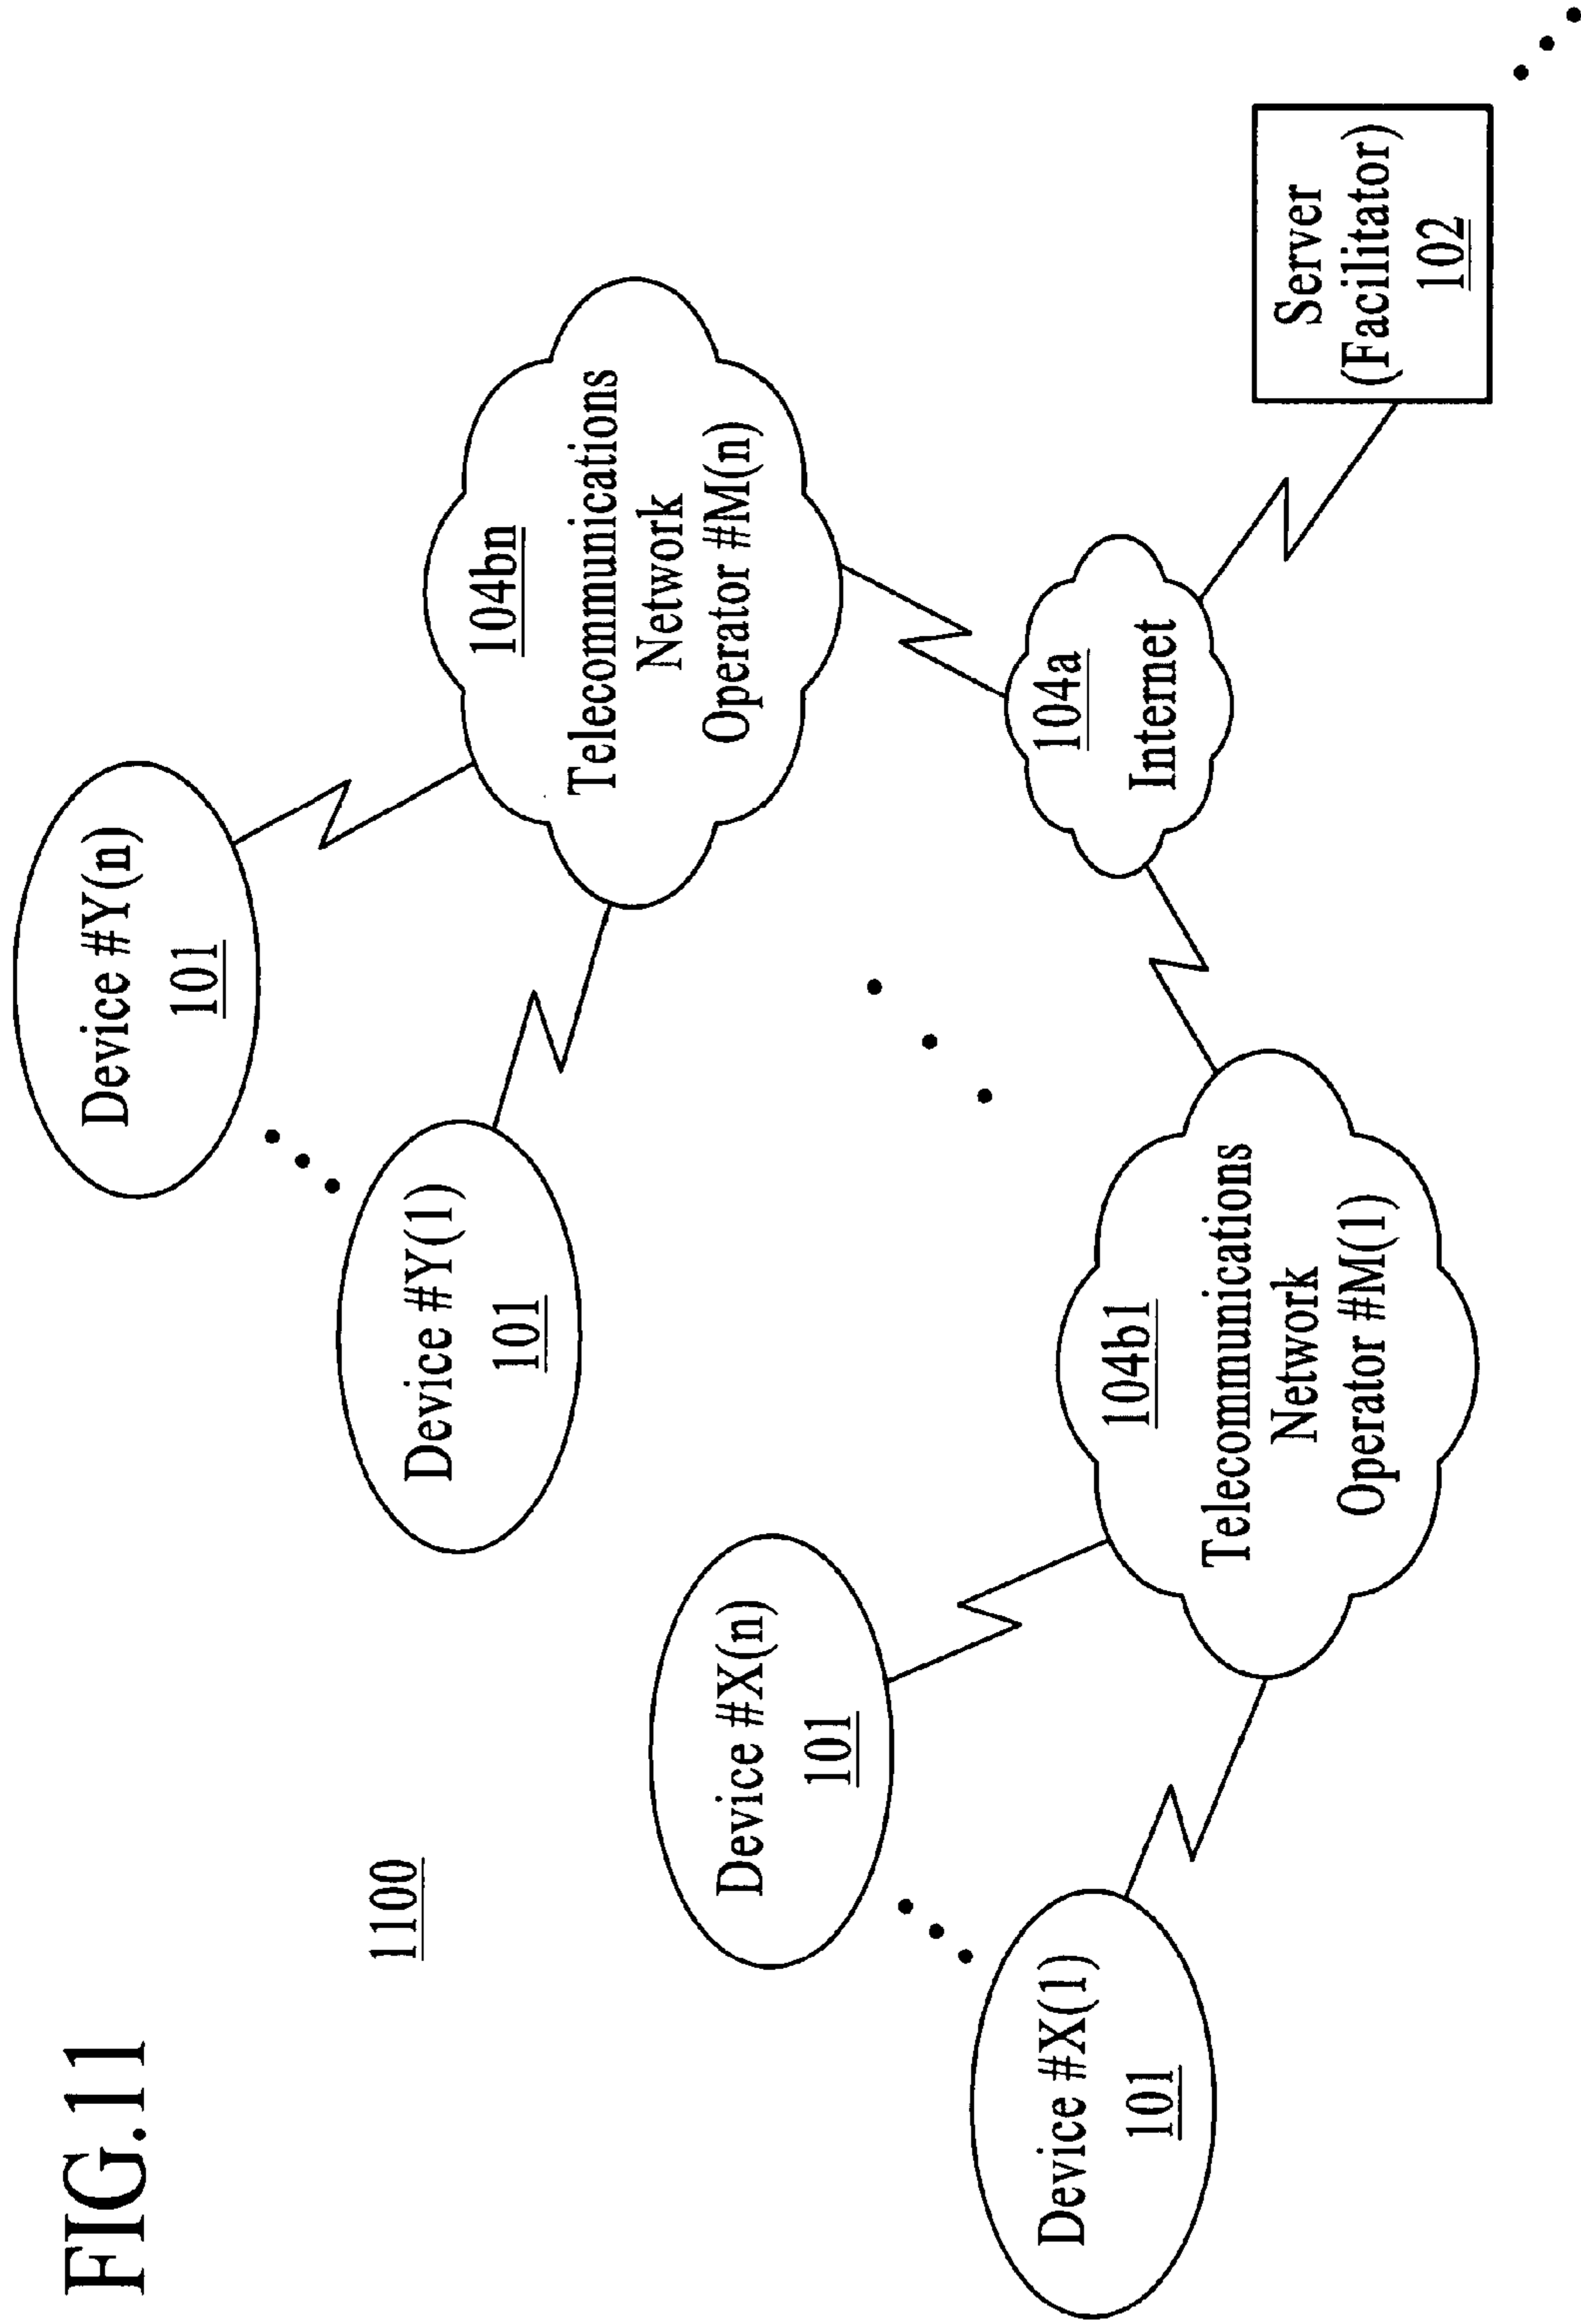 FIG.11
1100
Device #Y(n)
101
Device #Y(1)
101
104bn
Telecommunications
Network
Operator #M(n)
Device #X(n)
101
Device #X(1)
101
104b1
Telecommunications
Network
Operator #M(1)
104a
Internet
Server
(Facilitator)
102